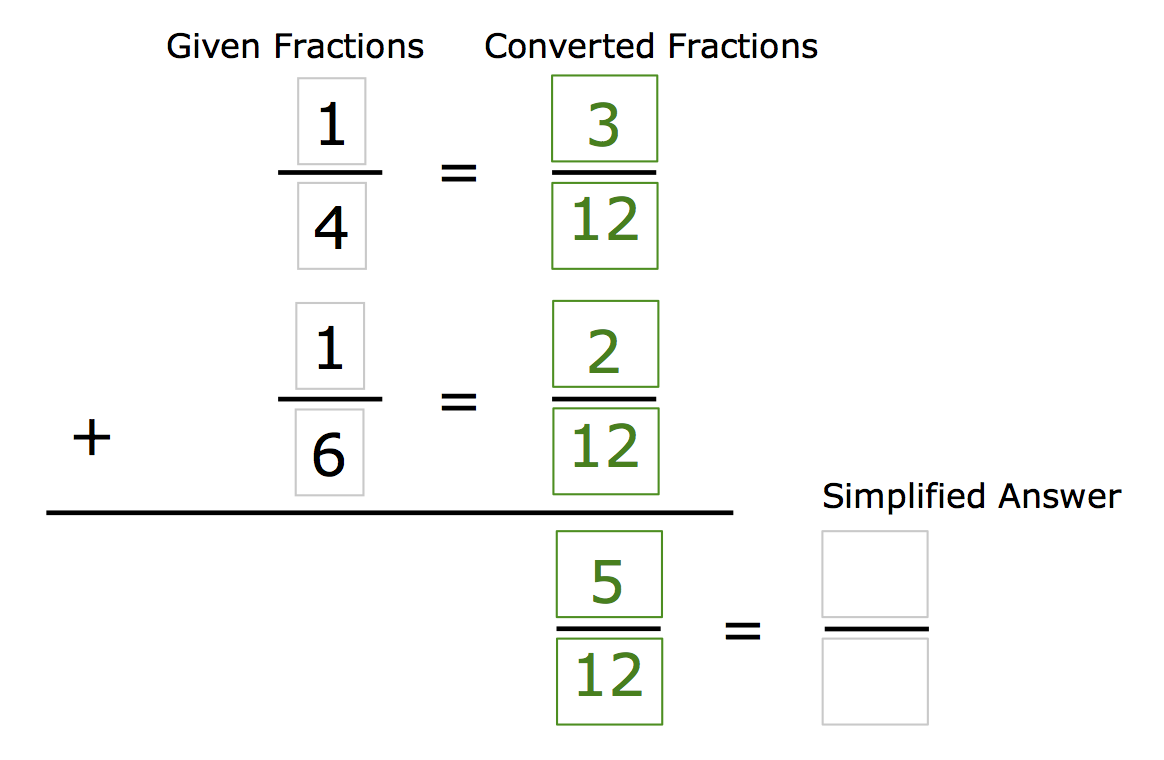 Given Fractions Converted Fractions
1 3
= 
4 12
1 2
=
+ 6 12
Simplified Answer
5
=
12